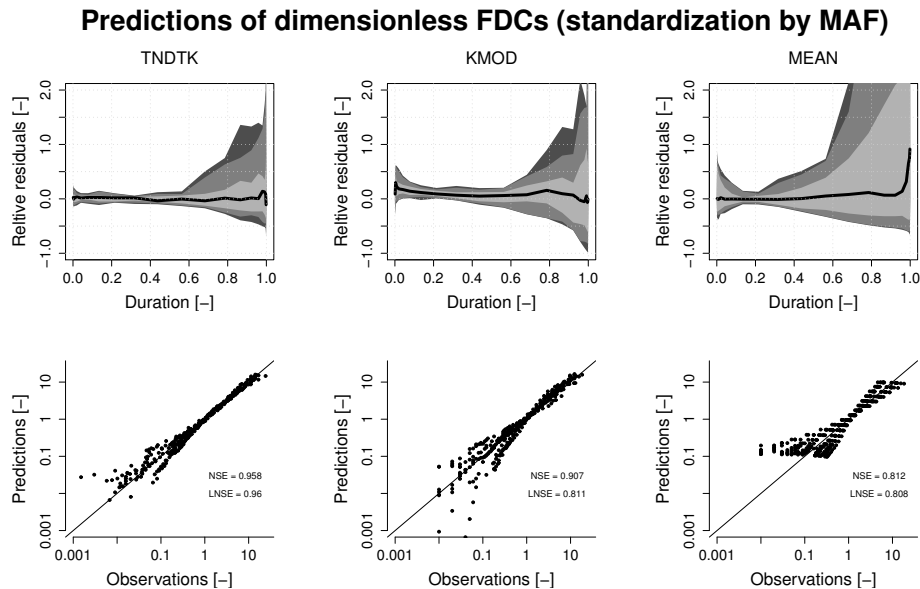 Predictions of dimensionless FDCs (standardization by MAF)
TNDTK
KMOD
MEAN
Reltive residuals [−]
2.0
1.0
0.0
−1.0
0.0 0.2 0.4 0.6 0.8 1.0
Duration [−]
Reltive residuals [−]
2.0
1.0
0.0
−1.0
0.0 0.2 0.4 0.6 0.8 1.0
Duration [−]
Reltive residuals [−]
2.0
1.0
0.0
−1.0
0.0 0.2 0.4 0.6 0.8 1.0
Duration [−]
Predictions [−]
10
1
0.1
0.001
NSE = 0.958
LNSE = 0.96
0.001 0.1 1 10
Observations [−]
Predictions [−]
10
1
0.1
0.001
NSE = 0.907
LNSE = 0.811
0.001 0.1 1 10
Observations [−]
Predictions [−]
10
1
0.1
0.001
NSE = 0.812
LNSE = 0.808
0.001 0.1 1 10
Observations [−]